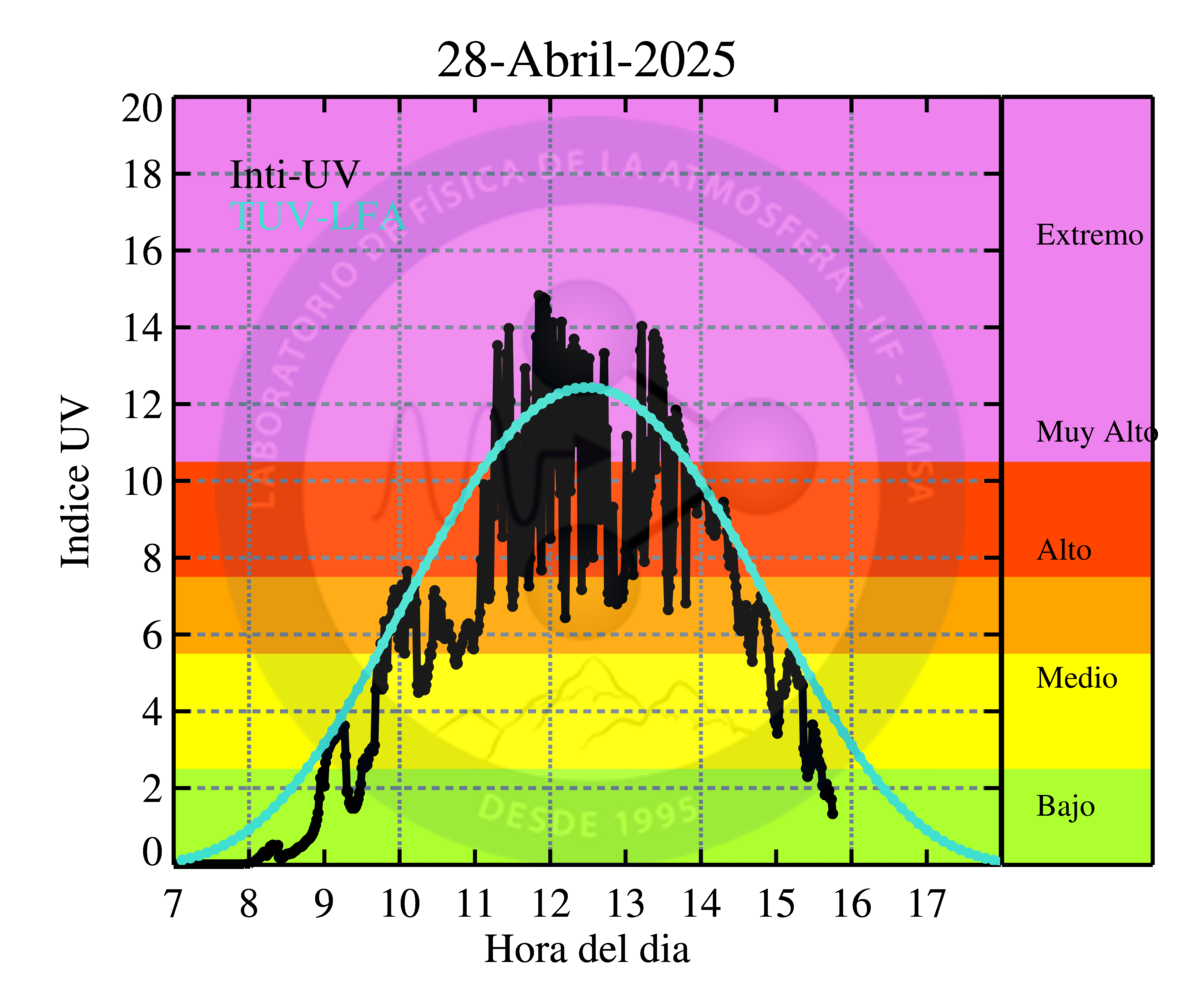 28-Abril-2025
Indice UV
20
18
16
14
12
10
8
6
4
2
0
Inti-UV
TUV-LFA
LABORATORIO DE FÍSICA DE LA ATMÓSFERA - IIF - UMSA
DESDE 1995
Extremo
Muy Alto
Alto
Medio
Bajo
7 8 9 10 11 12 13 14 15 16 17
Hora del dia